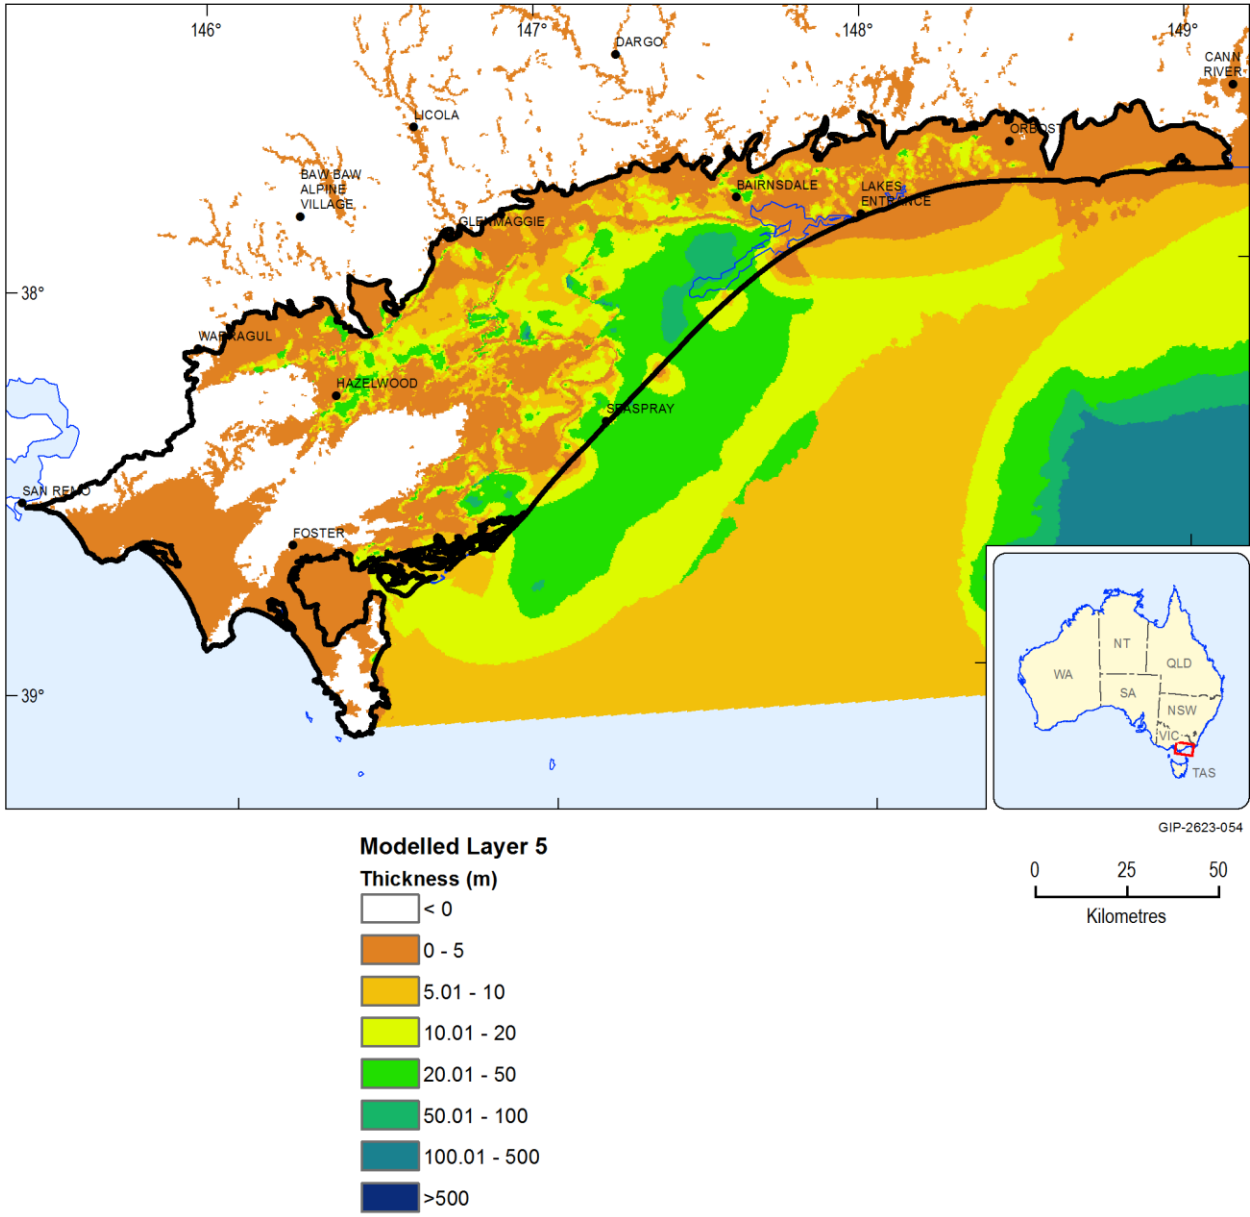 146°
147°
148°
149°
DARGO
CANN
RIVER
LICOLA
ORBOST
BAW BAW
ALPINE
VILLAGE
BAIRNSDALE
LAKES
ENTRANCE
GLENMAGGIE
38°
WARRAGUL
HAZELWOOD
SEASPRAY
SAN REMO
FOSTER
39°
NT
QLD
WA
SA
NSW
VIC
TAS
GIP-2623-054
Modelled Layer 5
Thickness (m)
< 0
0 - 5
5.01 - 10
10.01 - 20
20.01 - 50
50.01 - 100
100.01 - 500
>500
0 25 50
Kilometres